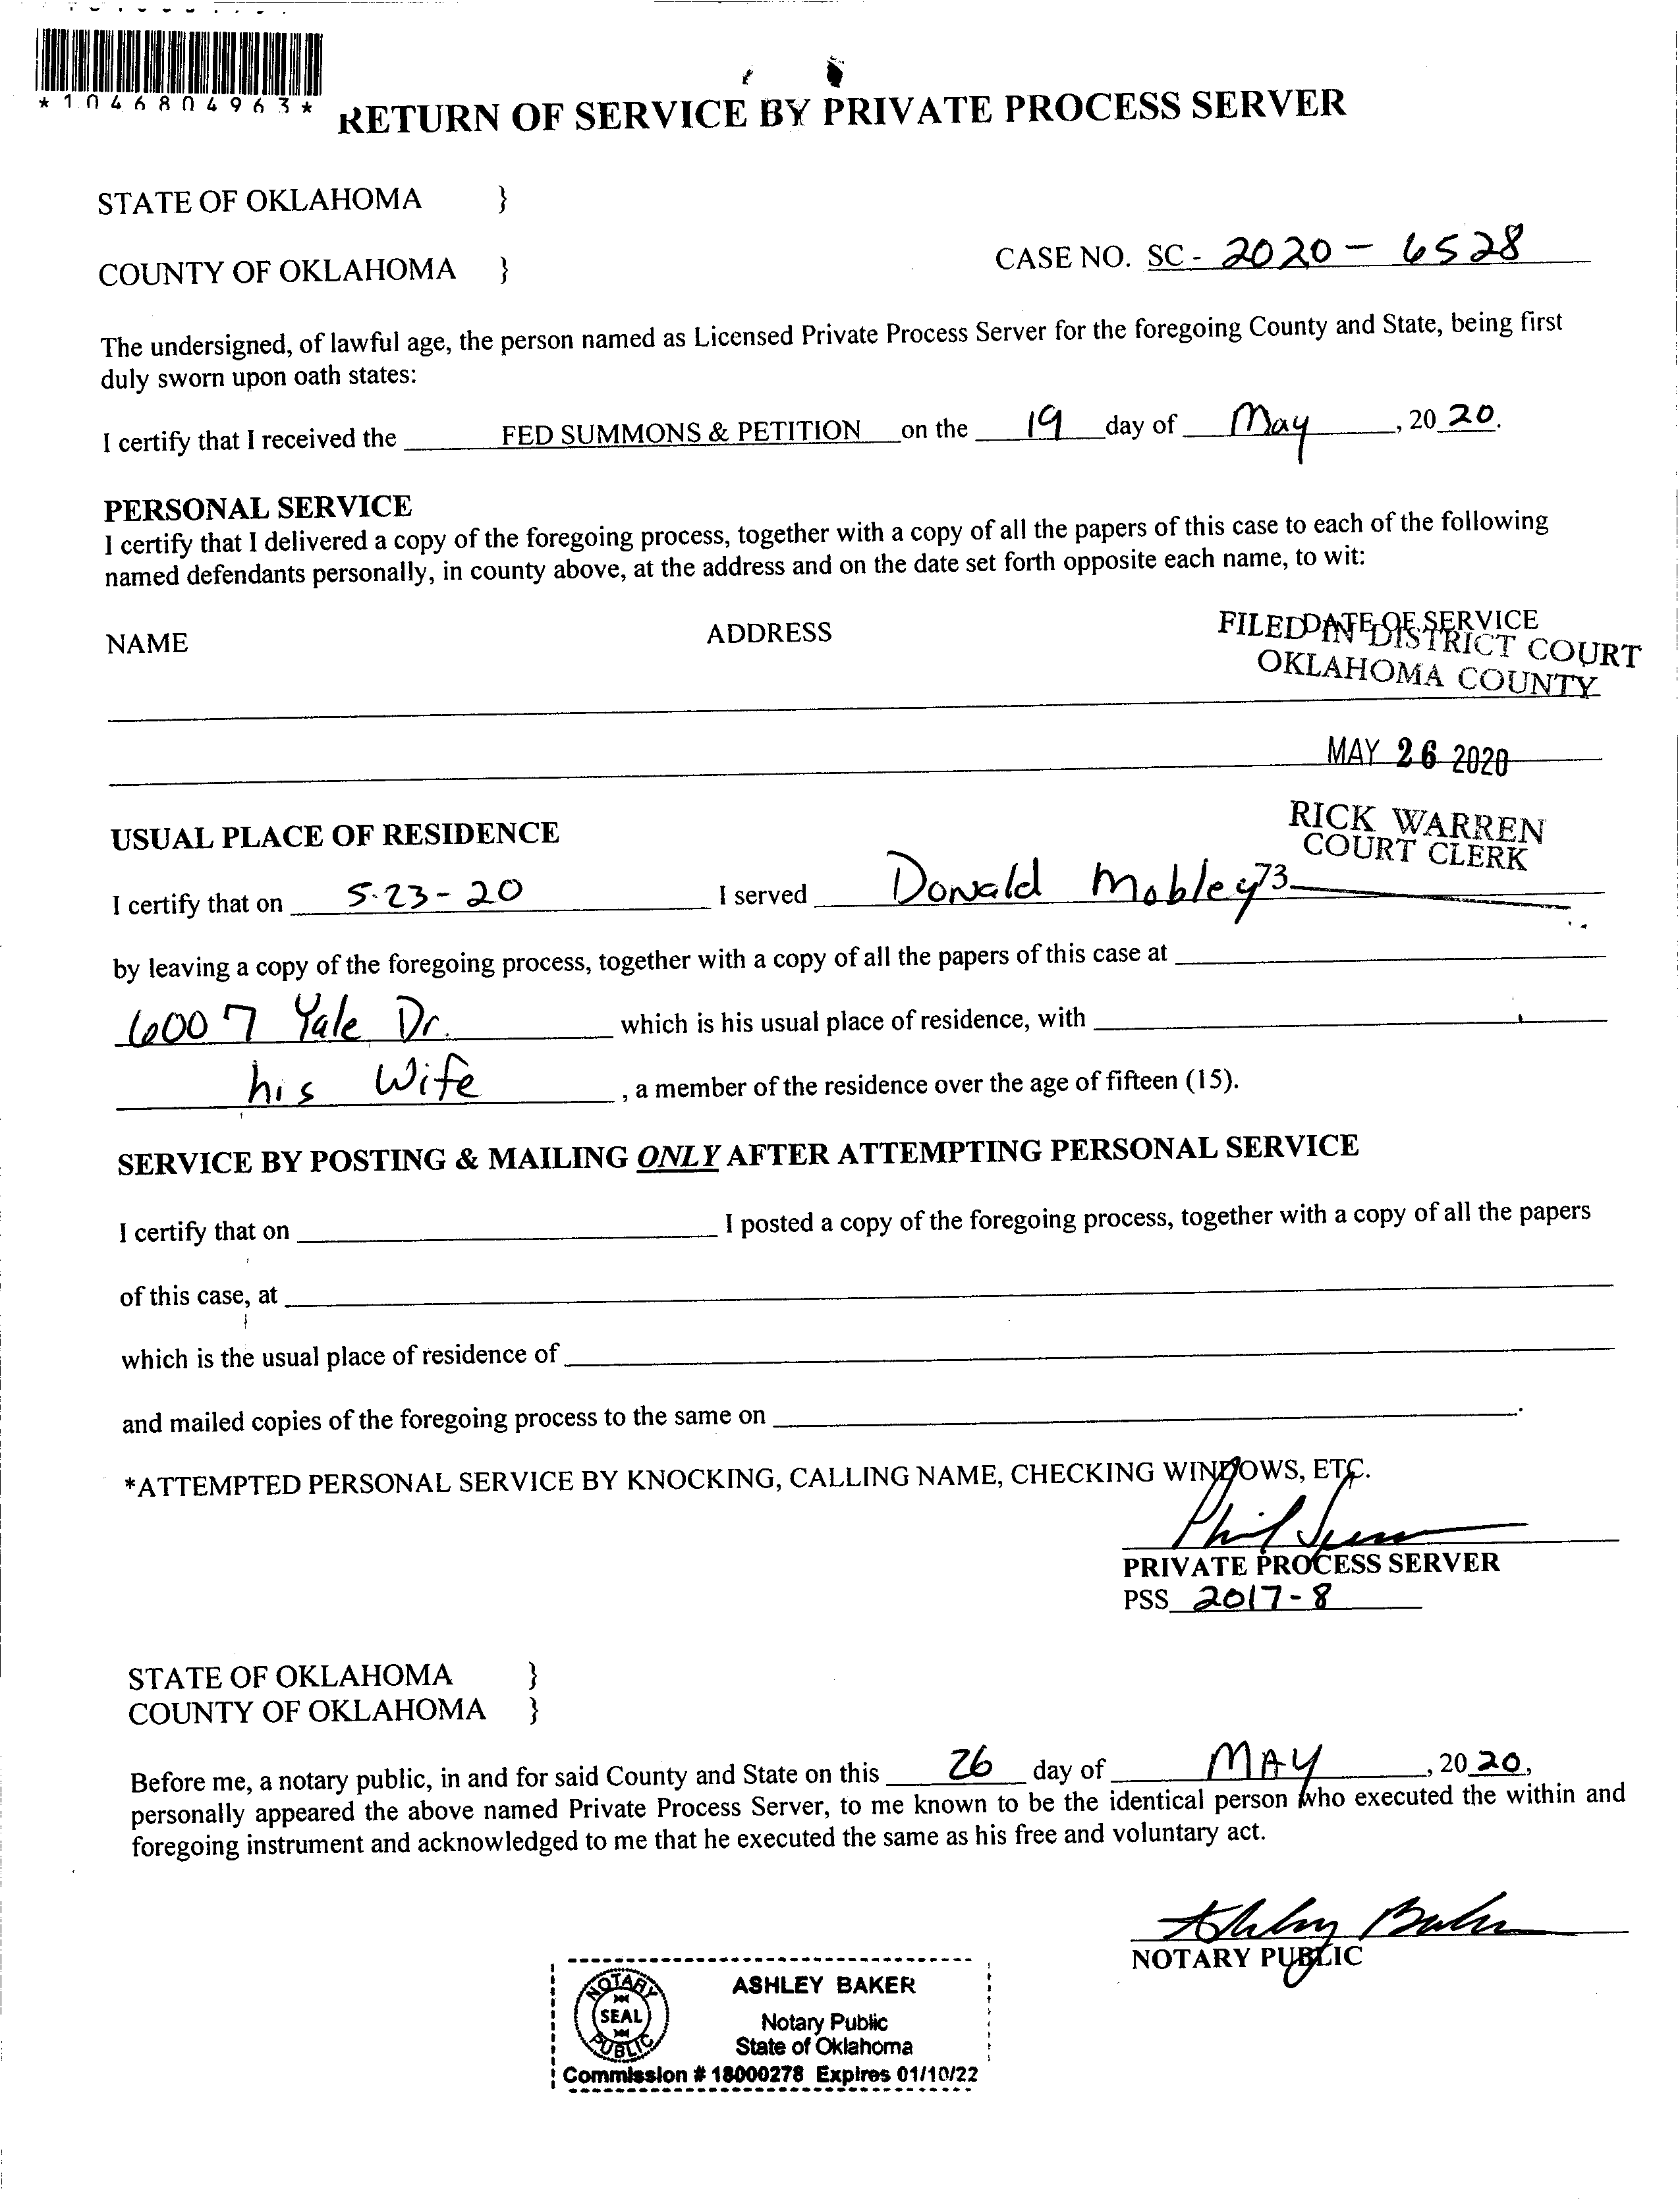 *1046804963*
RETURN OF SERVICE BY PRIVATE PROCESS SERVER
STATE OF OKLAHOMA }
COUNTY OF OKLAHOMA } CASE NO. SC - 2020 - 6528
The undersigned, of lawful age, the person named as Licensed Private Process Server for the foregoing County and State, being first
duly sworn upon oath states:
I certify that I received the FED SUMMONS & PETITION on the 19 day of May, 20 20.
PERSONAL SERVICE
I certify that I delivered a copy of the foregoing process, together with a copy of all the papers of this case to each of the following
named defendants personally, in county above, at the address and on the date set forth opposite each name, to wit:
NAME ADDRESS DATE OF SERVICE
FILED IN DISTRICT COURT
OKLAHOMA COUNTY
MAY 26 2020
RICK WARREN
COURT CLERK
USUAL PLACE OF RESIDENCE
I certify that on 5-23-20 I served Donald Mobley 73
by leaving a copy of the foregoing process, together with a copy of all the papers of this case at
6007 Yale Dr. which is his usual place of residence, with
his Wife, a member of the residence over the age of fifteen (15).
SERVICE BY POSTING & MAILING ONLY AFTER ATTEMPTING PERSONAL SERVICE
I certify that on I posted a copy of the foregoing process, together with a copy of all the papers
of this case, at
which is the usual place of residence of
and mailed copies of the foregoing process to the same on .
*ATTEMPTED PERSONAL SERVICE BY KNOCKING, CALLING NAME, CHECKING WINDOWS, ETC.
Phil
PRIVATE PROCESS SERVER
PSS 2017-8
STATE OF OKLAHOMA }
COUNTY OF OKLAHOMA }
Before me, a notary public, in and for said County and State on this 26 day of MAY, 20 20,
personally appeared the above named Private Process Server, to me known to be the identical person who executed the within and
foregoing instrument and acknowledged to me that he executed the same as his free and voluntary act.
Ashley Baker
NOTARY PUBLIC
NOTARY
SEAL
PUBLIC
ASHLEY BAKER
Notary Public
State of Oklahoma
Commission # 18000278 Expires 01/10/22